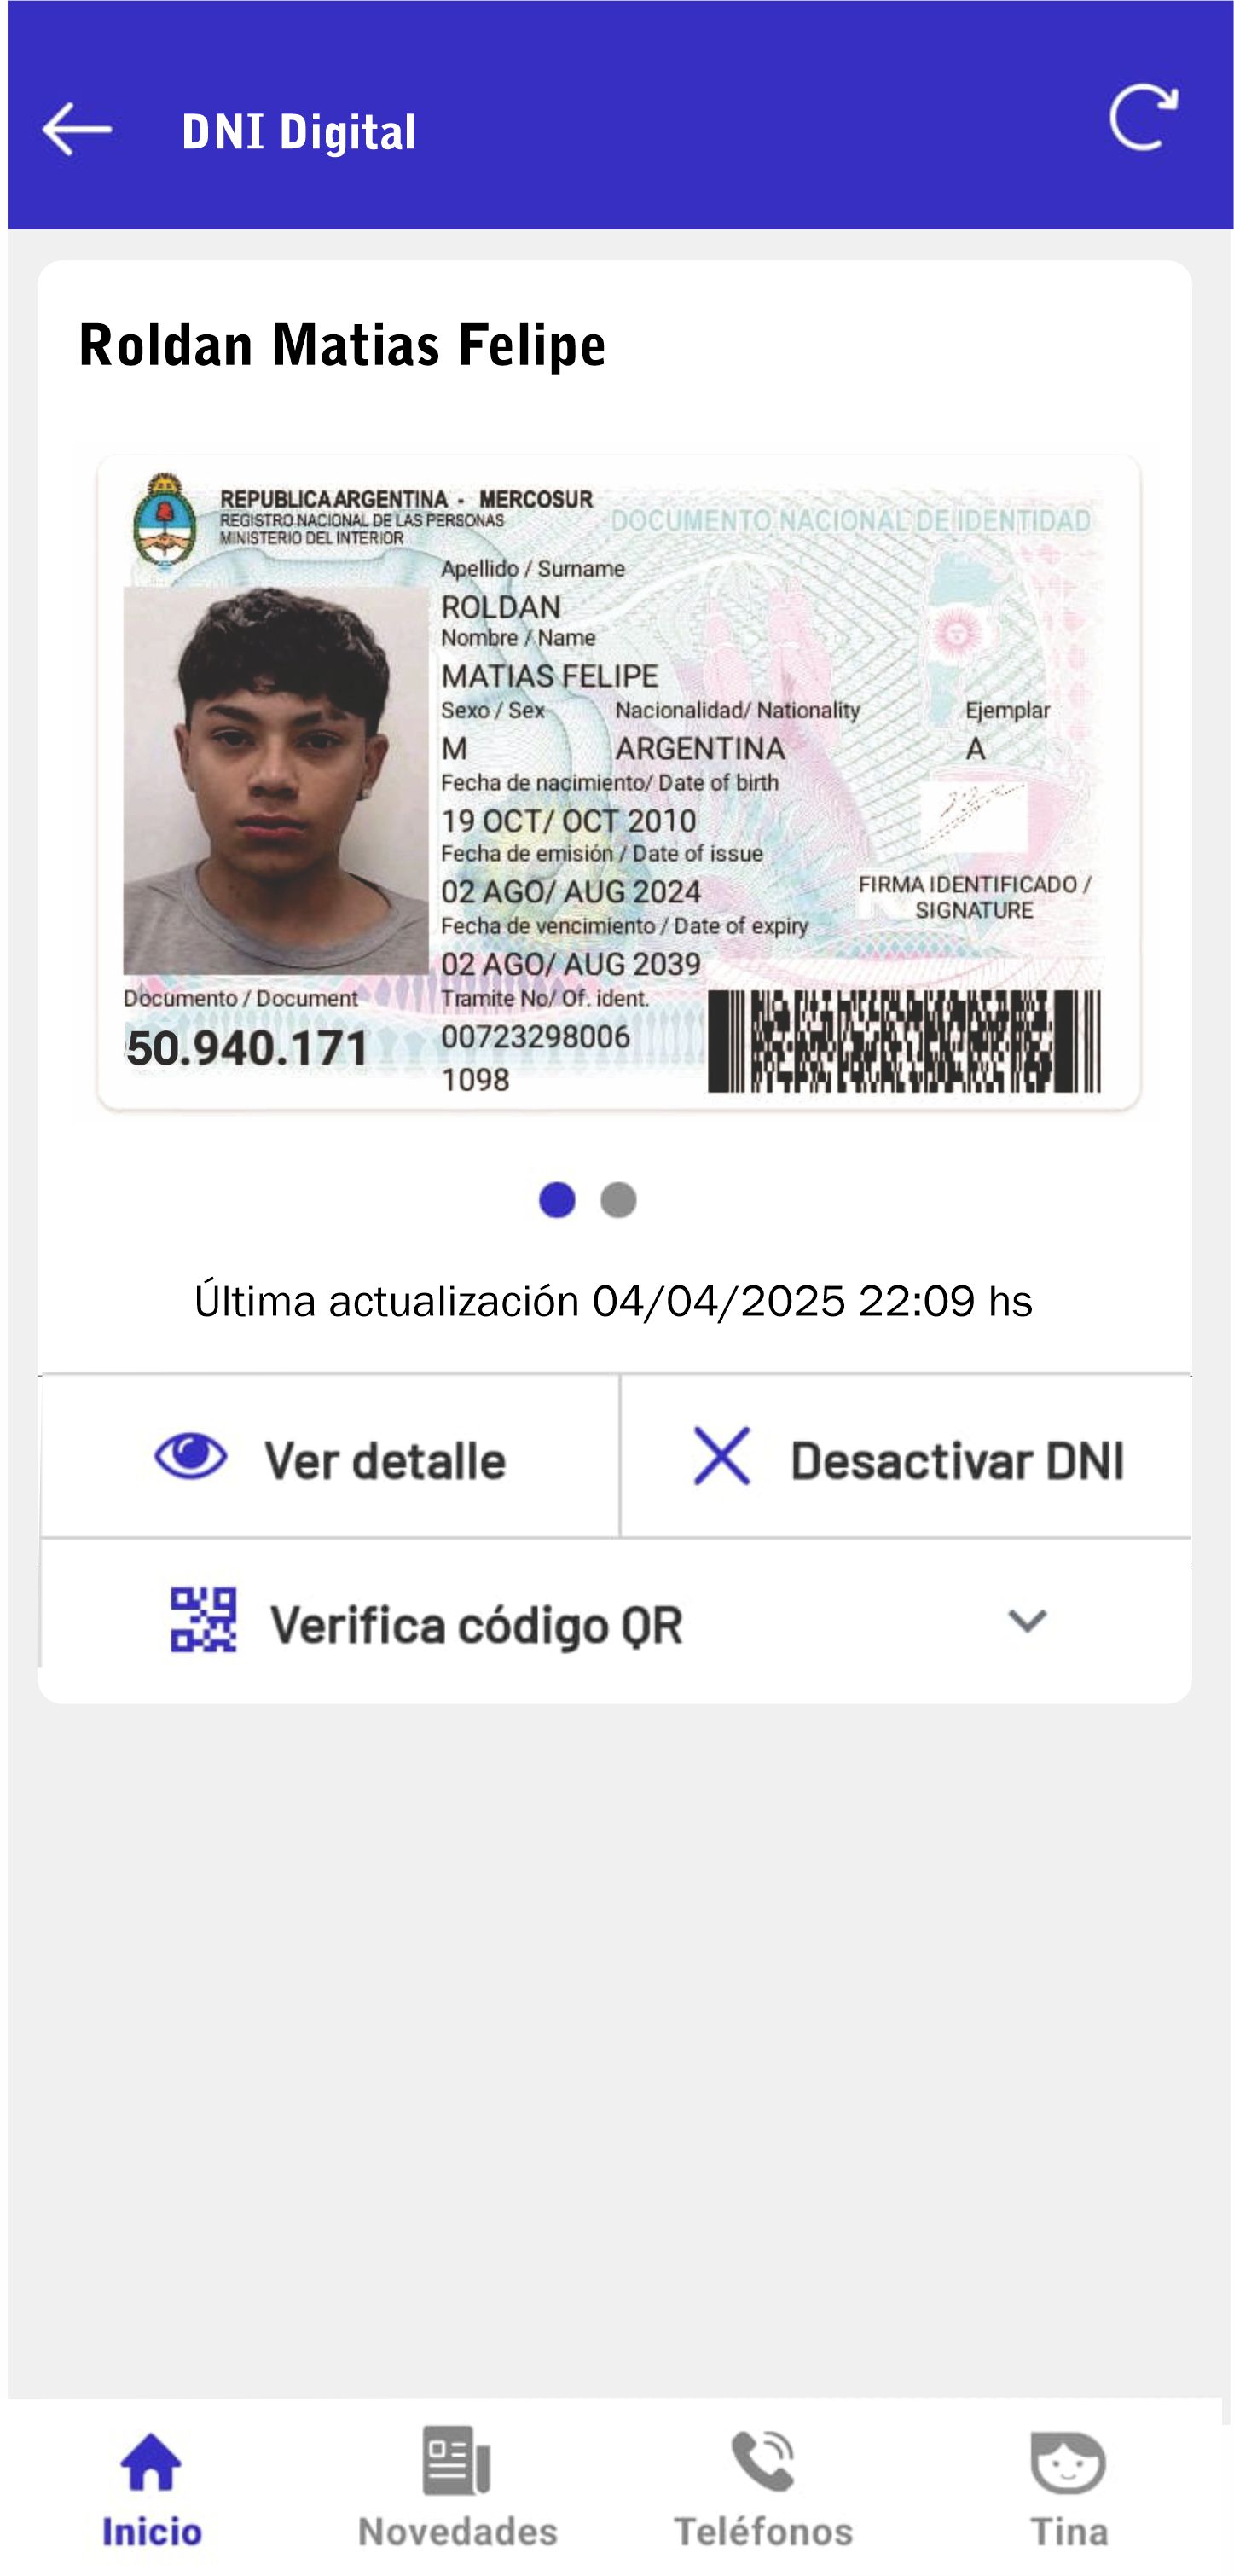 DNI Digital
Roldan Matias Felipe
REPUBLICA ARGENTINA - MERCOSUR
REGISTRO NACIONAL DE LAS PERSONAS
MINISTERIO DEL INTERIOR
DOCUMENTO NACIONAL DE IDENTIDAD
Apellido / Surname
ROLDAN
Nombre / Name
MATIAS FELIPE
Sexo / Sex Nacionalidad/ Nationality Ejemplar
M ARGENTINA A
Fecha de nacimiento/ Date of birth
19 OCT/ OCT 2010
Fecha de emisión / Date of issue
02 AGO/ AUG 2024
FIRMA IDENTIFICADO /
SIGNATURE
Fecha de vencimiento / Date of expiry
02 AGO/ AUG 2039
Documento / Document Tramite No/ Of. ident.
50.940.171 00723298006
1098
Última actualización 04/04/2025 22:09 hs
Ver detalle Desactivar DNI
Verifica código QR
Inicio Novedades Teléfonos Tina